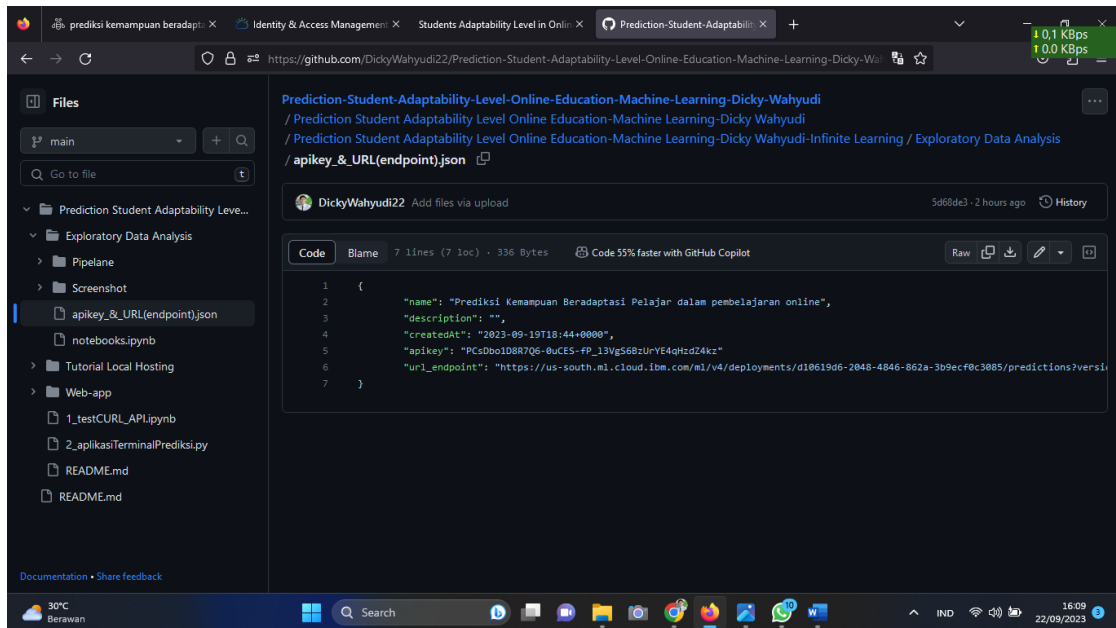 prediksi kemampuan beradapta
Identity & Access Management
Students Adaptability Level in Onlin
Prediction-Student-Adaptability
0,1 KBps
0.0 KBps
https://github.com/DickyWahyudi22/Prediction-Student-Adaptability-Level-Online-Education-Machine-Learning-Dicky-Wah
Files
main
Go to file
t
Prediction Student Adaptability Leve...
Exploratory Data Analysis
Pipelane
Screenshot
apikey_&_URL(endpoint).json
notebooks.ipynb
Tutorial Local Hosting
Web-app
1_testCURL_API.ipynb
2_aplikasiTerminalPrediksi.py
README.md
README.md
Documentation • Share feedback
Prediction-Student-Adaptability-Level-Online-Education-Machine-Learning-Dicky-Wahyudi
/ Prediction Student Adaptability Level Online Education-Machine Learning-Dicky Wahyudi
/ Prediction Student Adaptability Level Online Education-Machine Learning-Dicky Wahyudi-Infinite Learning / Exploratory Data Analysis
/ apikey_&_URL(endpoint).json
DickyWahyudi22 Add files via upload
5d68de3 · 2 hours ago History
Code Blame 7 lines (7 loc) · 336 Bytes Code 55% faster with GitHub Copilot Raw
1 {
2 "name": "Prediksi Kemampuan Beradaptasi Pelajar dalam pembelajaran online",
3 "description": "",
4 "createdAt": "2023-09-19T18:44+0000",
5 "apikey": "PCsDbo1D8R7Q6-0uCES-fP_l3VgS6BzUrYE4qHzdZ4kz"
6 "url_endpoint": "https://us-south.ml.cloud.ibm.com/ml/v4/deployments/d10619d6-2048-4846-862a-3b9ecf0c3085/predictions?versi
7 }
30°C
Berawan
Search
10
IND
16:09
22/09/2023
3